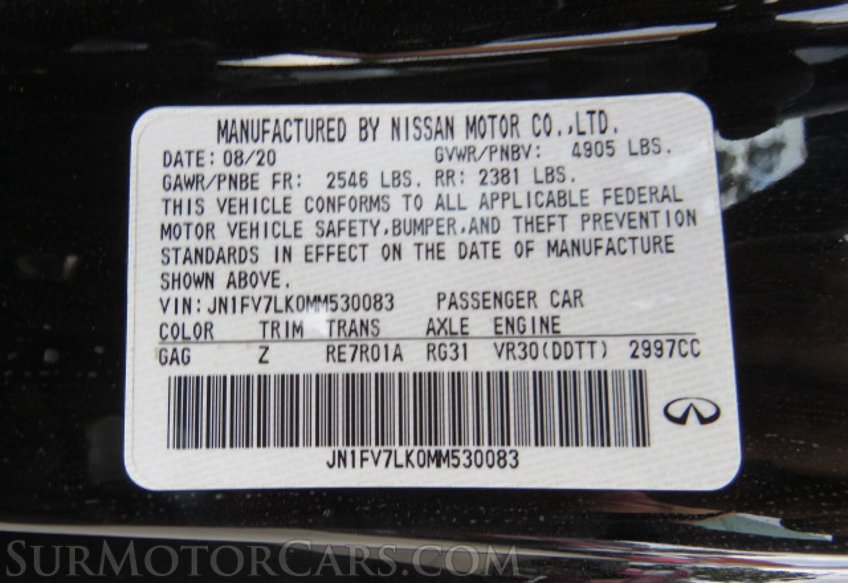 MANUFACTURED BY NISSAN MOTOR CO.,LTD.
DATE: 08/20 GVWR/PNBV: 4905 LBS.
GAWR/PNBE FR: 2546 LBS. RR: 2381 LBS.
THIS VEHICLE CONFORMS TO ALL APPLICABLE FEDERAL
MOTOR VEHICLE SAFETY,BUMPER,AND THEFT PREVENTION
STANDARDS IN EFFECT ON THE DATE OF MANUFACTURE
SHOWN ABOVE.
VIN:JN1FV7LK0MM530083 PASSENGER CAR
COLOR TRIM TRANS AXLE ENGINE
GAG Z RE7R01A RG31 VR30(DDTT) 2997CC
JN1FV7LK0MM530083
SURMOTORCARS.COM